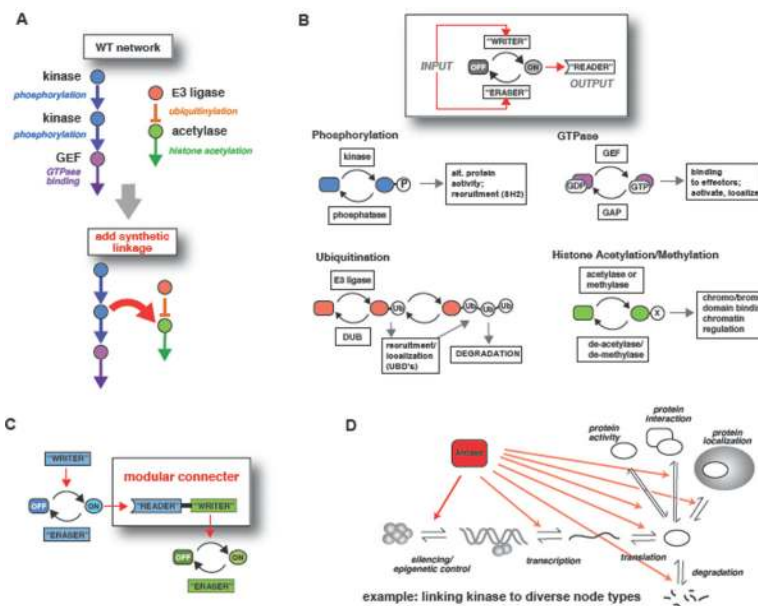 A
WT network
kinase
phosphorylation
kinase
phosphorylation
GEF
GTPase
binding
E3 ligase
ubiquitinylation
acetylase
histone acetylation
add synthetic
linkage
B
INPUT
"WRITER"
OFF
ON
"READER"
"ERASER"
OUTPUT
Phosphorylation
kinase
P
phosphatase
alt. protein
activity;
recruitment (SH2)
GTPase
GEF
GDP
GTP
GAP
binding
to effectors;
activate, localize
Ubiquitination
E3 ligase
Ub
Ub
Ub
Ub
DUB
recruitment/
localization
(UBD's)
DEGRADATION
Histone Acetylation/Methylation
acetylase or
methylase
X
de-acetylase/
de-methylase
chromo/brom
domain bindi
chromatin
regulation
C
"WRITER"
OFF
ON
"ERASER"
modular connecter
"READER"
"WRITER"
OFF
ON
"ERASER"
D
kinase
protein
activity
protein
interaction
protein
localization
silencing/
epigenetic control
transcription
translation
degradation
example: linking kinase to diverse node types